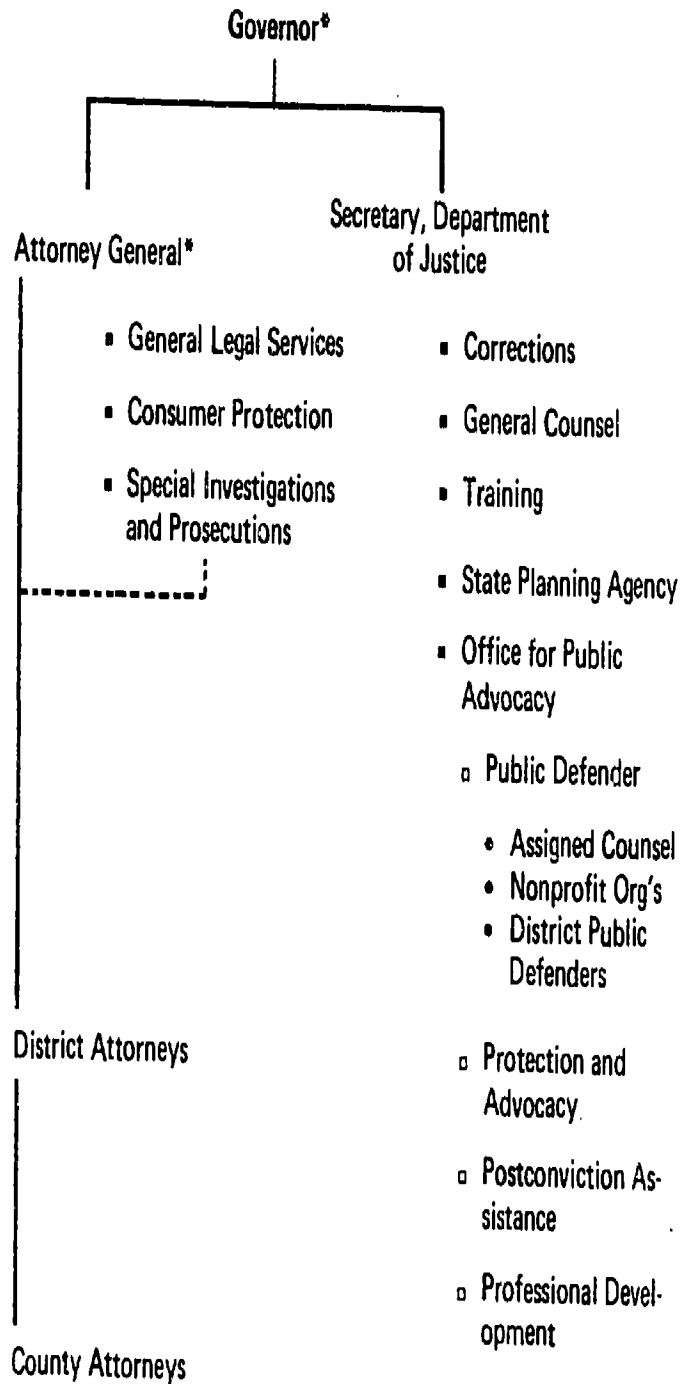 Governor*
Attorney General*
▪ General Legal Services
▪ Consumer Protection
▪ Special Investigations
and Prosecutions
District Attorneys
County Attorneys
Secretary, Department
of Justice
▪ Corrections
▪ General Counsel
▪ Training
▪ State Planning Agency
▪ Office for Public
Advocacy
▫ Public Defender
• Assigned Counsel
• Nonprofit Org's
• District Public
Defenders
▫ Protection and
Advocacy
▫ Postconviction As-
sistance
▫ Professional Devel-
opment